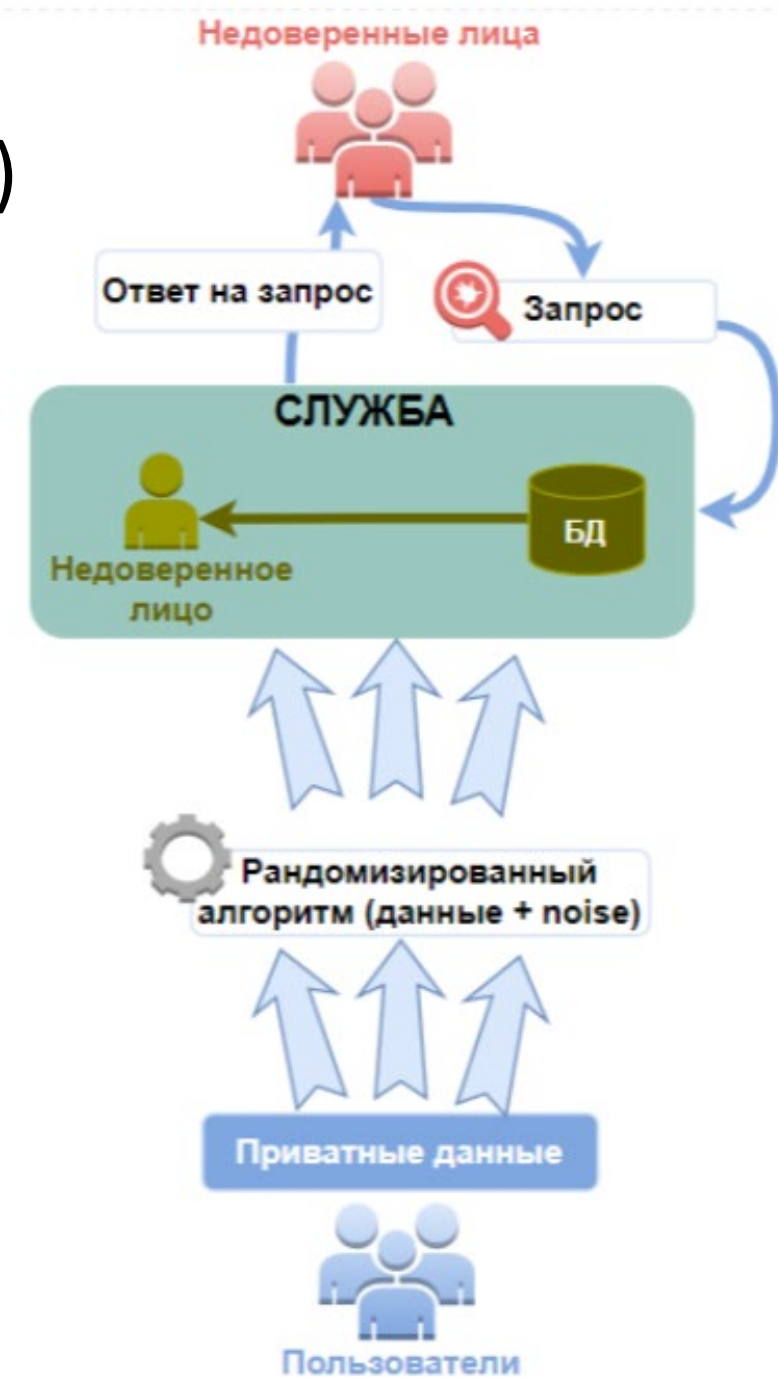 Недоверенные лица
)
Ответ на запрос
Запрос
СЛУЖБА
БД
Недоверенное
лицо
Рандомизированный
алгоритм (данные + noise)
Приватные данные
Пользователи